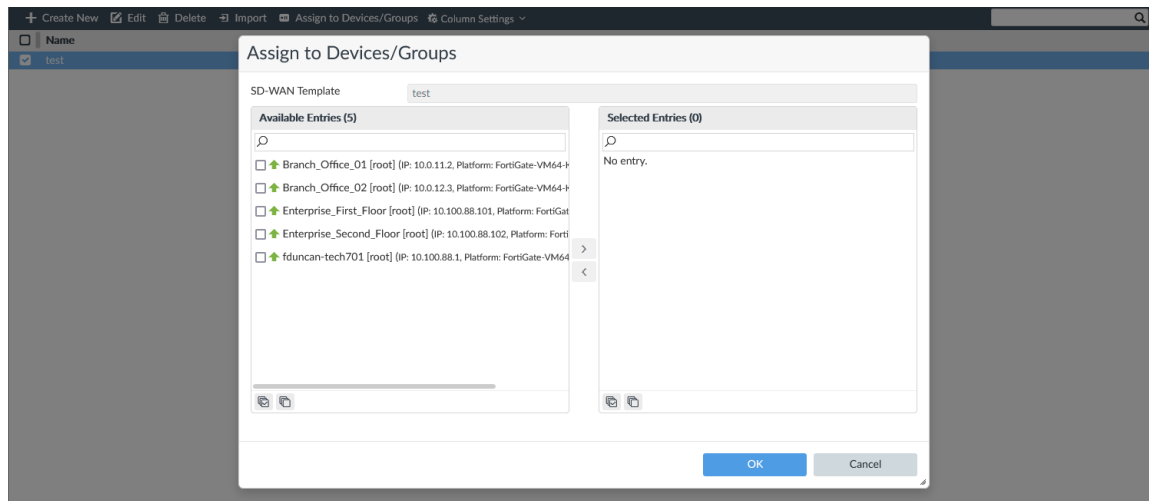 Create New Edit Delete Import Assign to Devices/Groups Column Settings
Name
test
Assign to Devices/Groups
SD-WAN Template test
Available Entries (5)
Branch_Office_01 [root] (IP: 10.0.11.2, Platform: FortiGate-VM64-K
Branch_Office_02 [root] (IP: 10.0.12.3, Platform: FortiGate-VM64-K
Enterprise_First_Floor [root] (IP: 10.100.88.101, Platform: FortiGat
Enterprise_Second_Floor [root] (IP: 10.100.88.102, Platform: Forti
fduncan-tech701 [root] (IP: 10.100.88.1, Platform: FortiGate-VM64
Selected Entries (0)
No entry.
OK Cancel